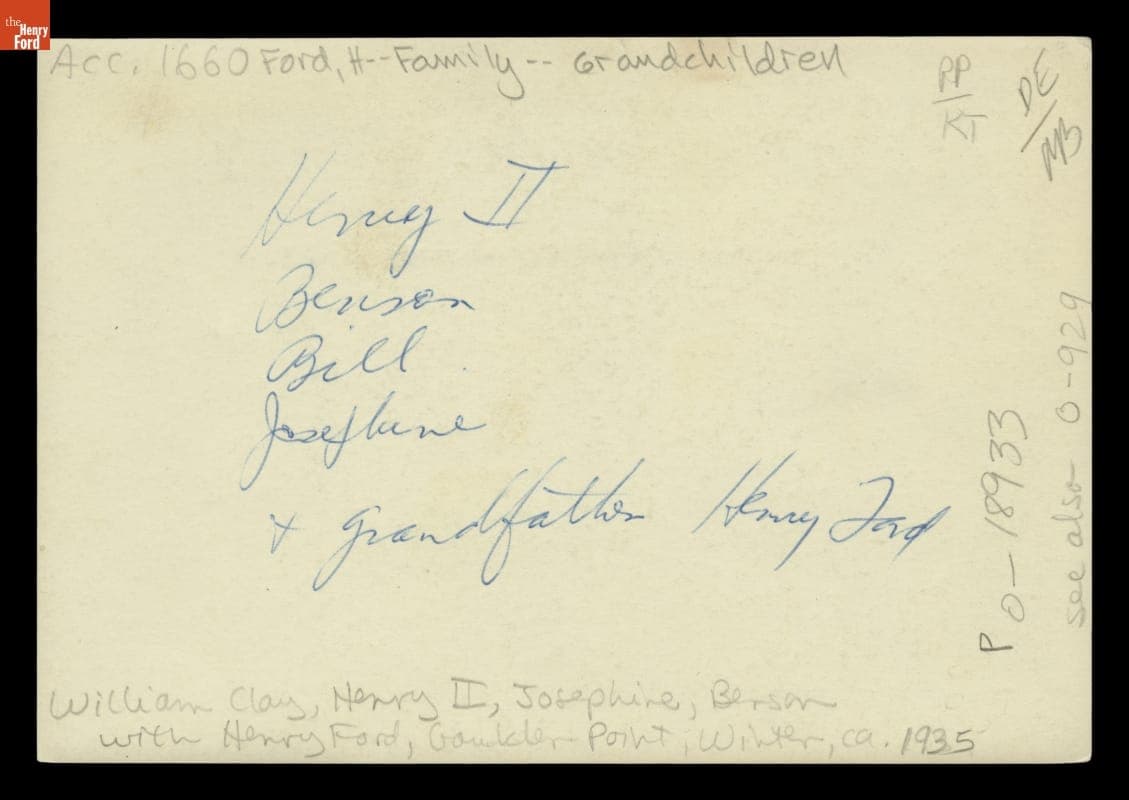 the
Henry
Ford
Acc. 1660 Ford, H--Family-- Grandchildren
PP
KT
DE/MB
Henry II
Benson
Bill
Josephine
+ grandfather Henry Ford
P O-18933
see also O-929
William Clay, Henry II, Josephine, Benson
with Henry Ford, Gaukler Point, Winter, ca. 1935